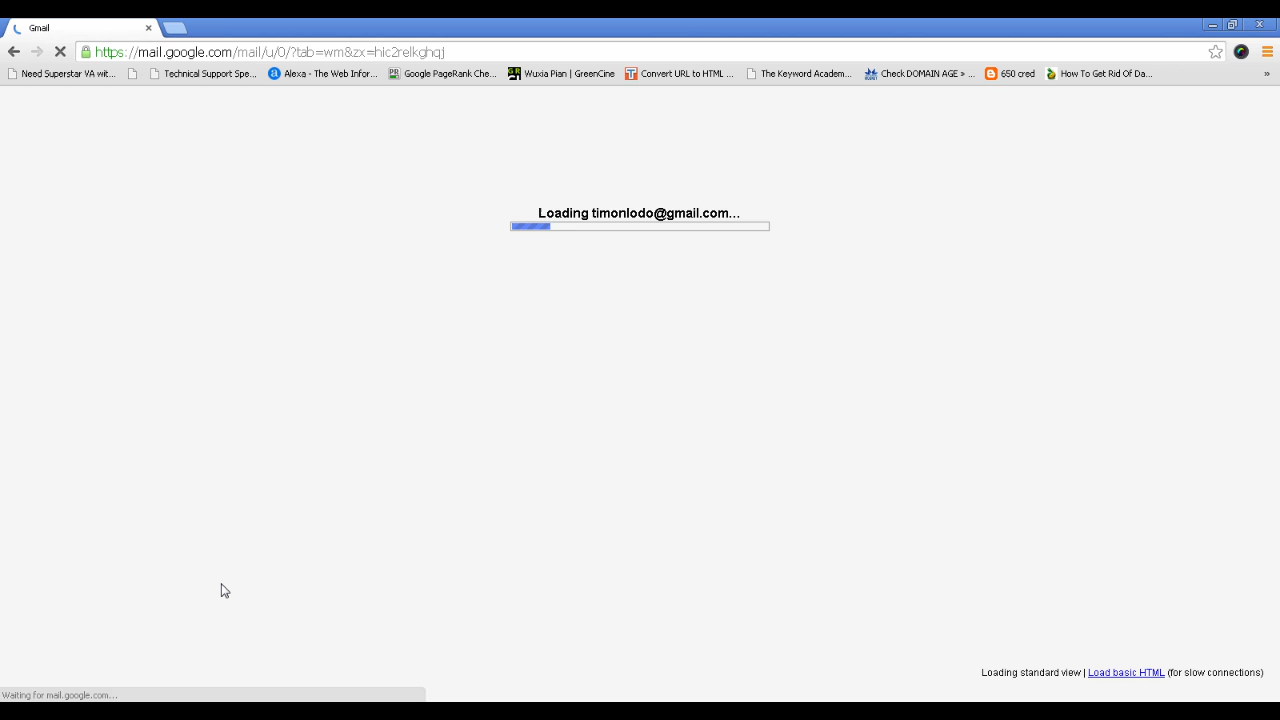 Gmail
https://mail.google.com/mail/u/0/?tab=wm&zx=hic2relkghqj
Need Superstar VA wit... Technical Support Sp... Alexa - The Web Infor... Google PageRank Che... Wuxia Pian | GreenCine Convert URL to HTML ... The Keyword Academ... Check DOMAIN AGE » ... 650 cred How To Get Rid Of Da... »
Loading timonlodo@gmail.com...
Loading standard view | Load basic HTML (for slow connections)
Waiting for mail.google.com...